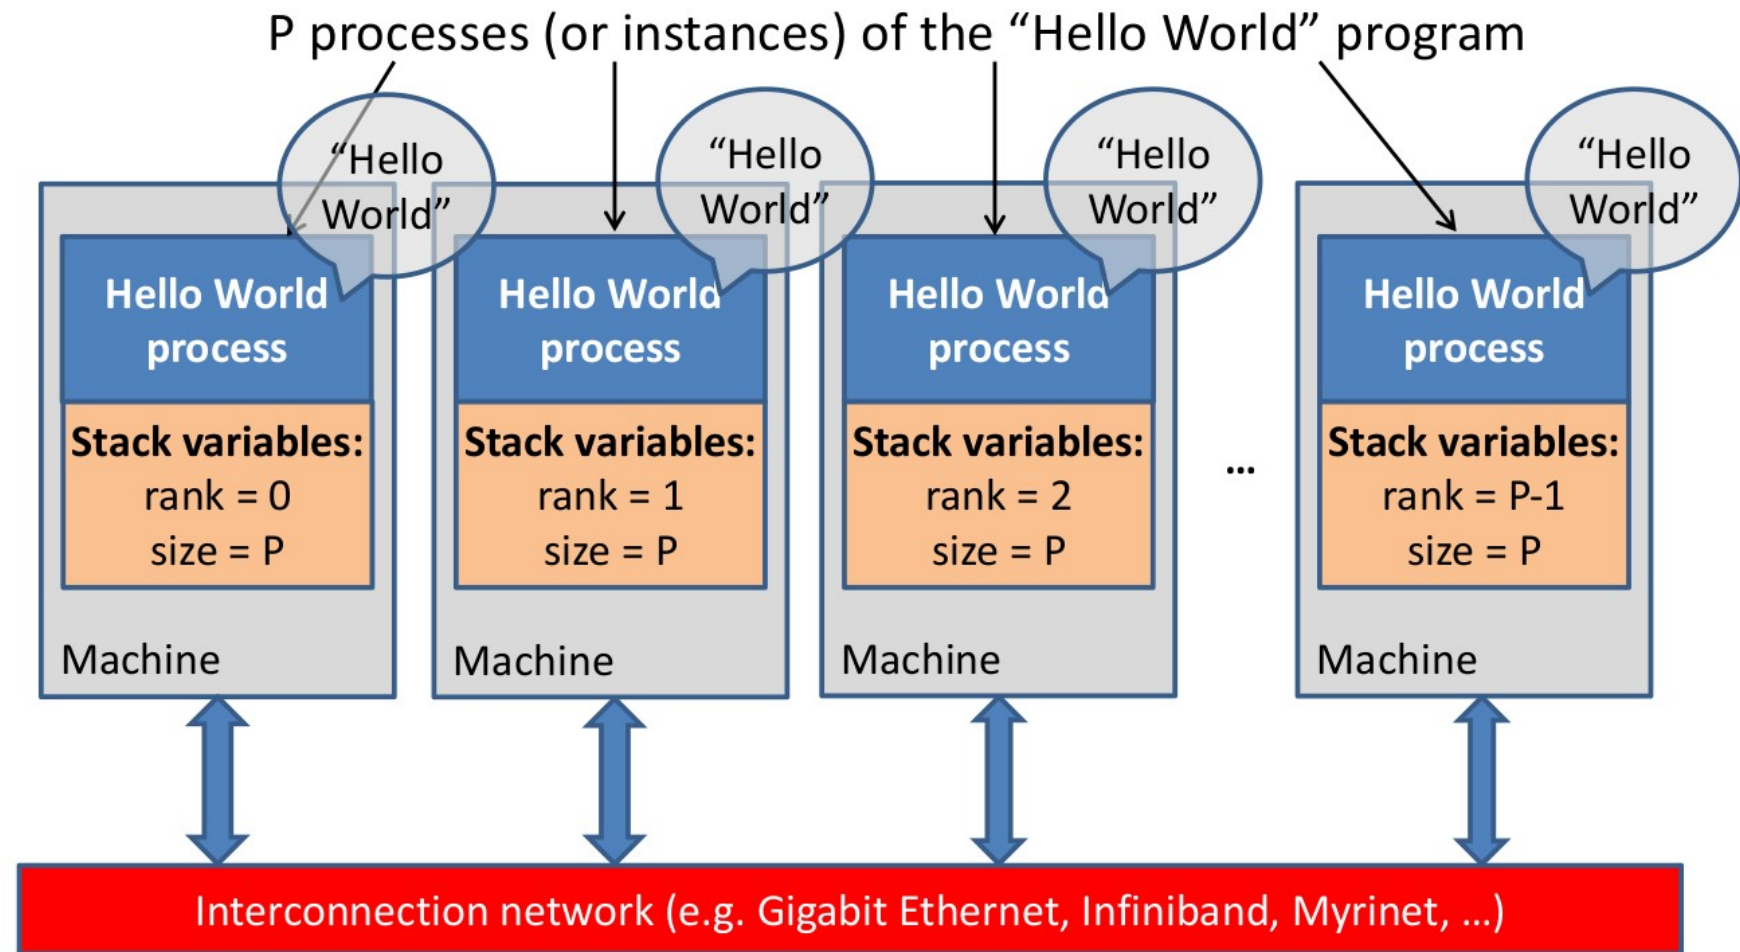 P processes (or instances) of the “Hello World” program
“Hello
World”
“Hello
World”
“Hello
World”
“Hello
World”
Hello World
process
Hello World
process
Hello World
process
Hello World
process
Stack variables:
rank = 0
size = P
Stack variables:
rank = 1
size = P
Stack variables:
rank = 2
size = P
...
Stack variables:
rank = P-1
size = P
Machine
Machine
Machine
Machine
Interconnection network (e.g. Gigabit Ethernet, Infiniband, Myrinet, …)